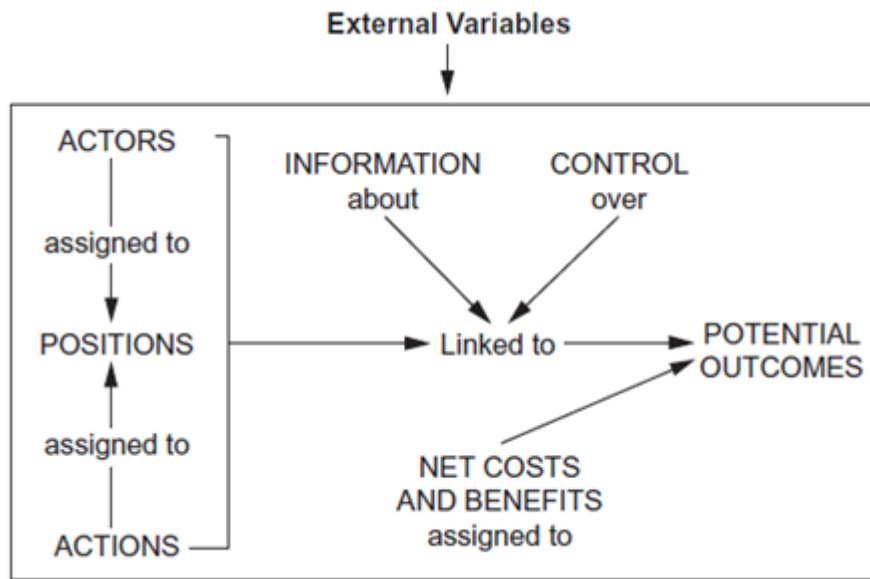 External Variables
ACTORS
assigned to
POSITIONS
assigned to
ACTIONS
INFORMATION
about
CONTROL
over
Linked to
POTENTIAL
OUTCOMES
NET COSTS
AND BENEFITS
assigned to